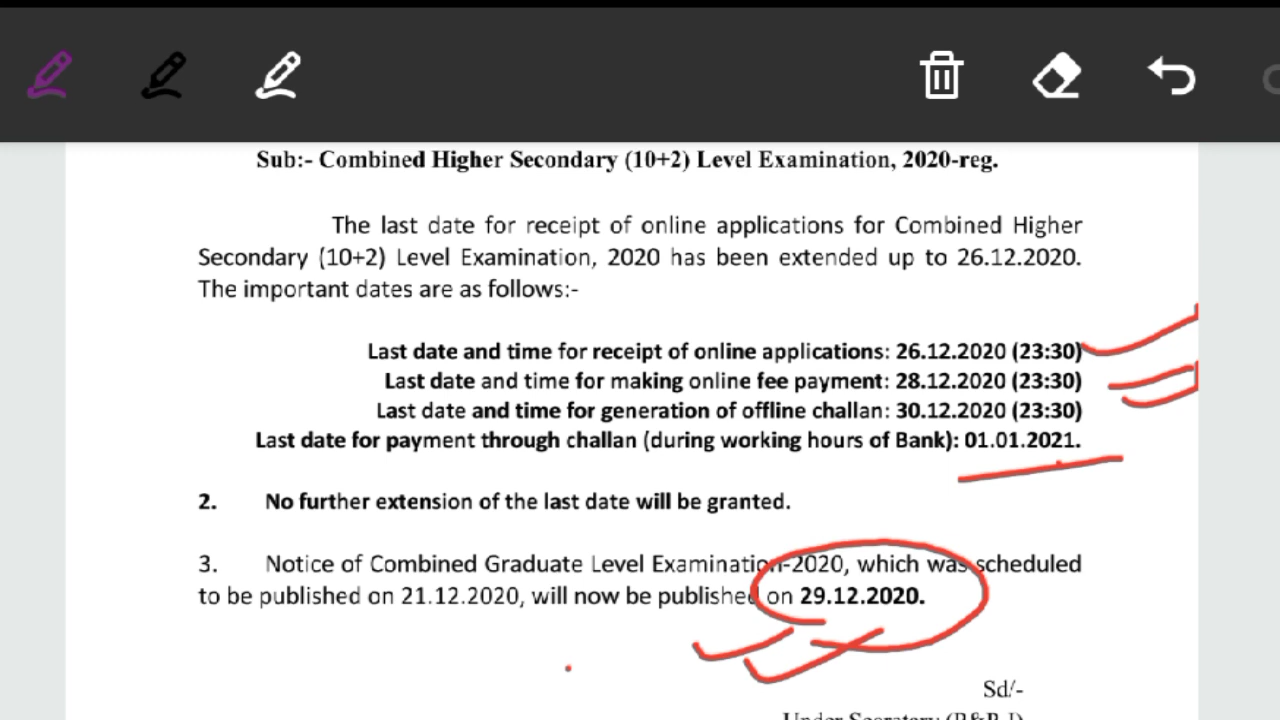 Sub:- Combined Higher Secondary (10+2) Level Examination, 2020-reg.
The last date for receipt of online applications for Combined Higher
Secondary (10+2) Level Examination, 2020 has been extended up to 26.12.2020.
The important dates are as follows:-
Last date and time for receipt of online applications: 26.12.2020 (23:30)
Last date and time for making online fee payment: 28.12.2020 (23:30)
Last date and time for generation of offline challan: 30.12.2020 (23:30)
Last date for payment through challan (during working hours of Bank): 01.01.2021.
2. No further extension of the last date will be granted.
3. Notice of Combined Graduate Level Examination-2020, which was scheduled
to be published on 21.12.2020, will now be published on 29.12.2020.
Sd/-
Under Secretary (P&P-I)